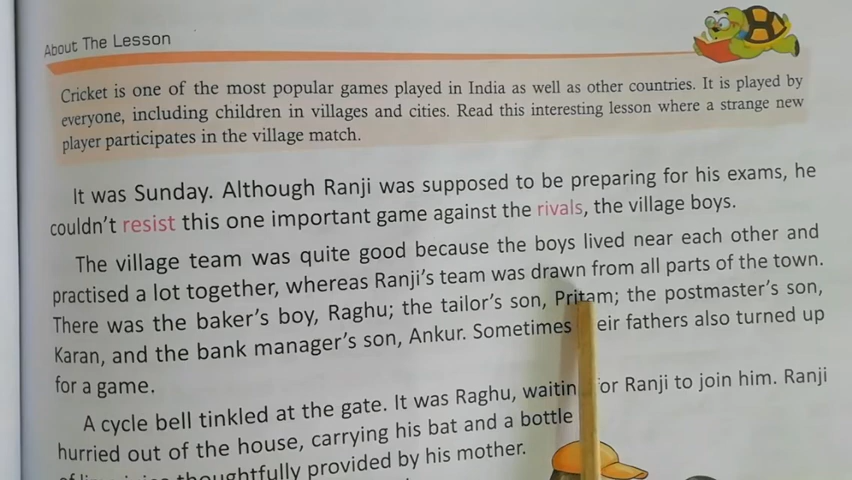 About The Lesson
Cricket is one of the most popular games played in India as well as other countries. It is played by
everyone, including children in villages and cities. Read this interesting lesson where a strange new
player participates in the village match.
It was Sunday. Although Ranji was supposed to be preparing for his exams, he
couldn't resist this one important game against the rivals, the village boys.
The village team was quite good because the boys lived near each other and
practised a lot together, whereas Ranji's team was drawn from all parts of the town.
There was the baker's boy, Raghu; the tailor's son, Pritam; the postmaster's son,
Karan, and the bank manager's son, Ankur. Sometimes eir fathers also turned up
for a game.
A cycle bell tinkled at the gate. It was Raghu, waitin or Ranji to join him. Ranji
hurried out of the house, carrying his bat and a bottle
thoughtfully provided by his mother.